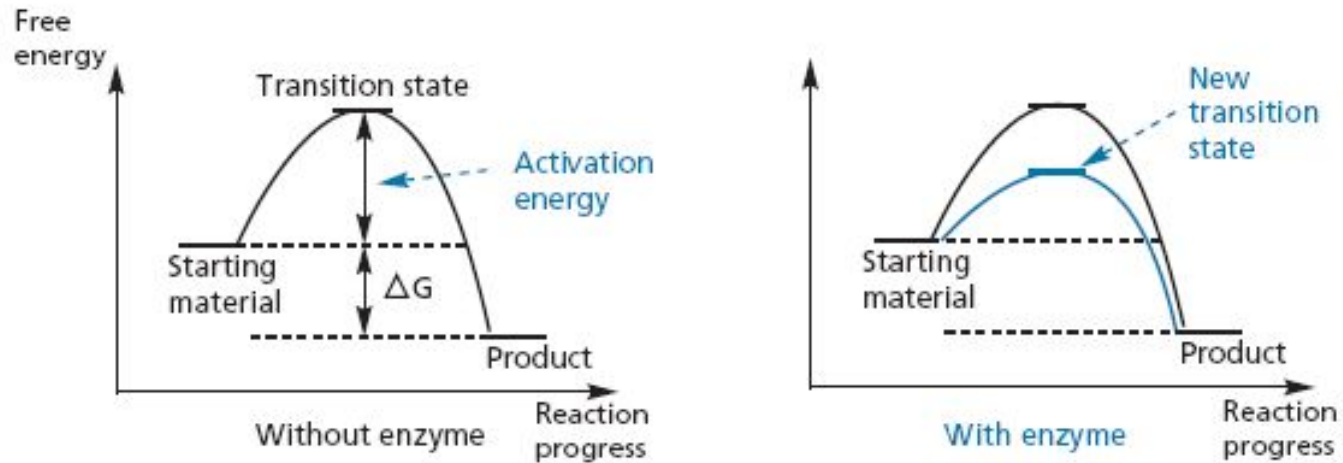 Free
energy
Transition state
Activation
energy
Starting
material
ΔG
Product
Reaction
progress
Without enzyme
New
transition
state
Starting
material
Product
Reaction
progress
With enzyme